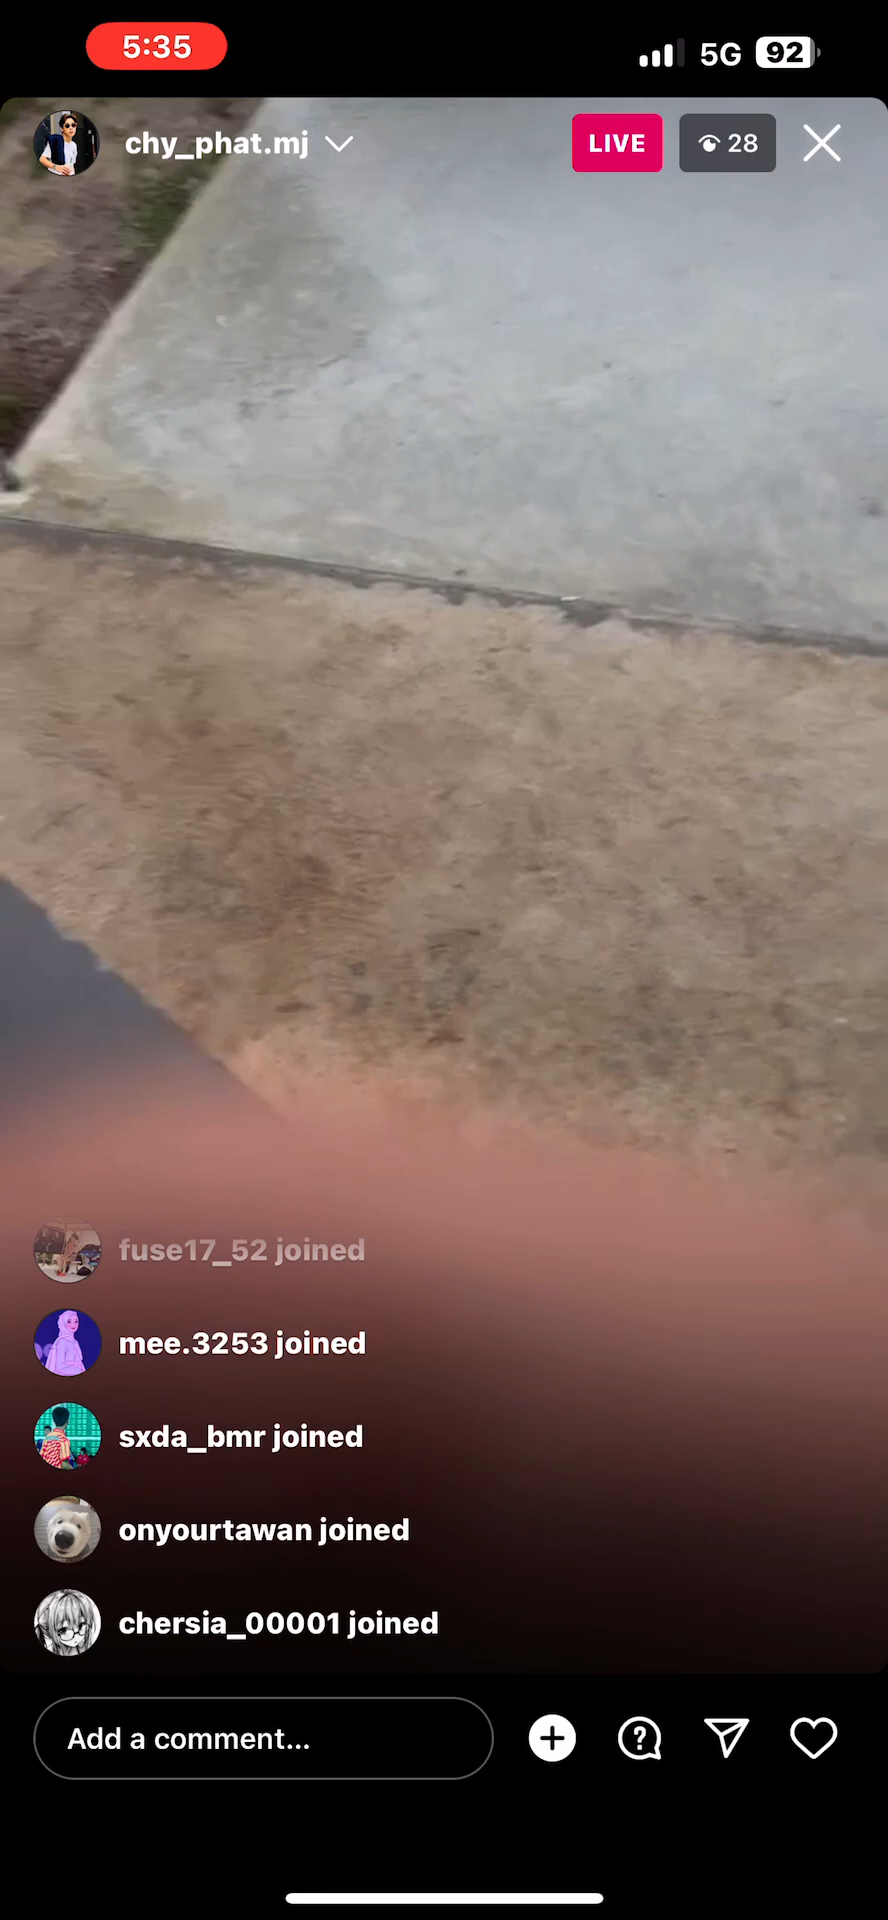 5:35 5G 92
chy_phat.mj LIVE 28
fuse17_52 joined
mee.3253 joined
sxda_bmr joined
onyourtawan joined
chersia_00001 joined
Add a comment...